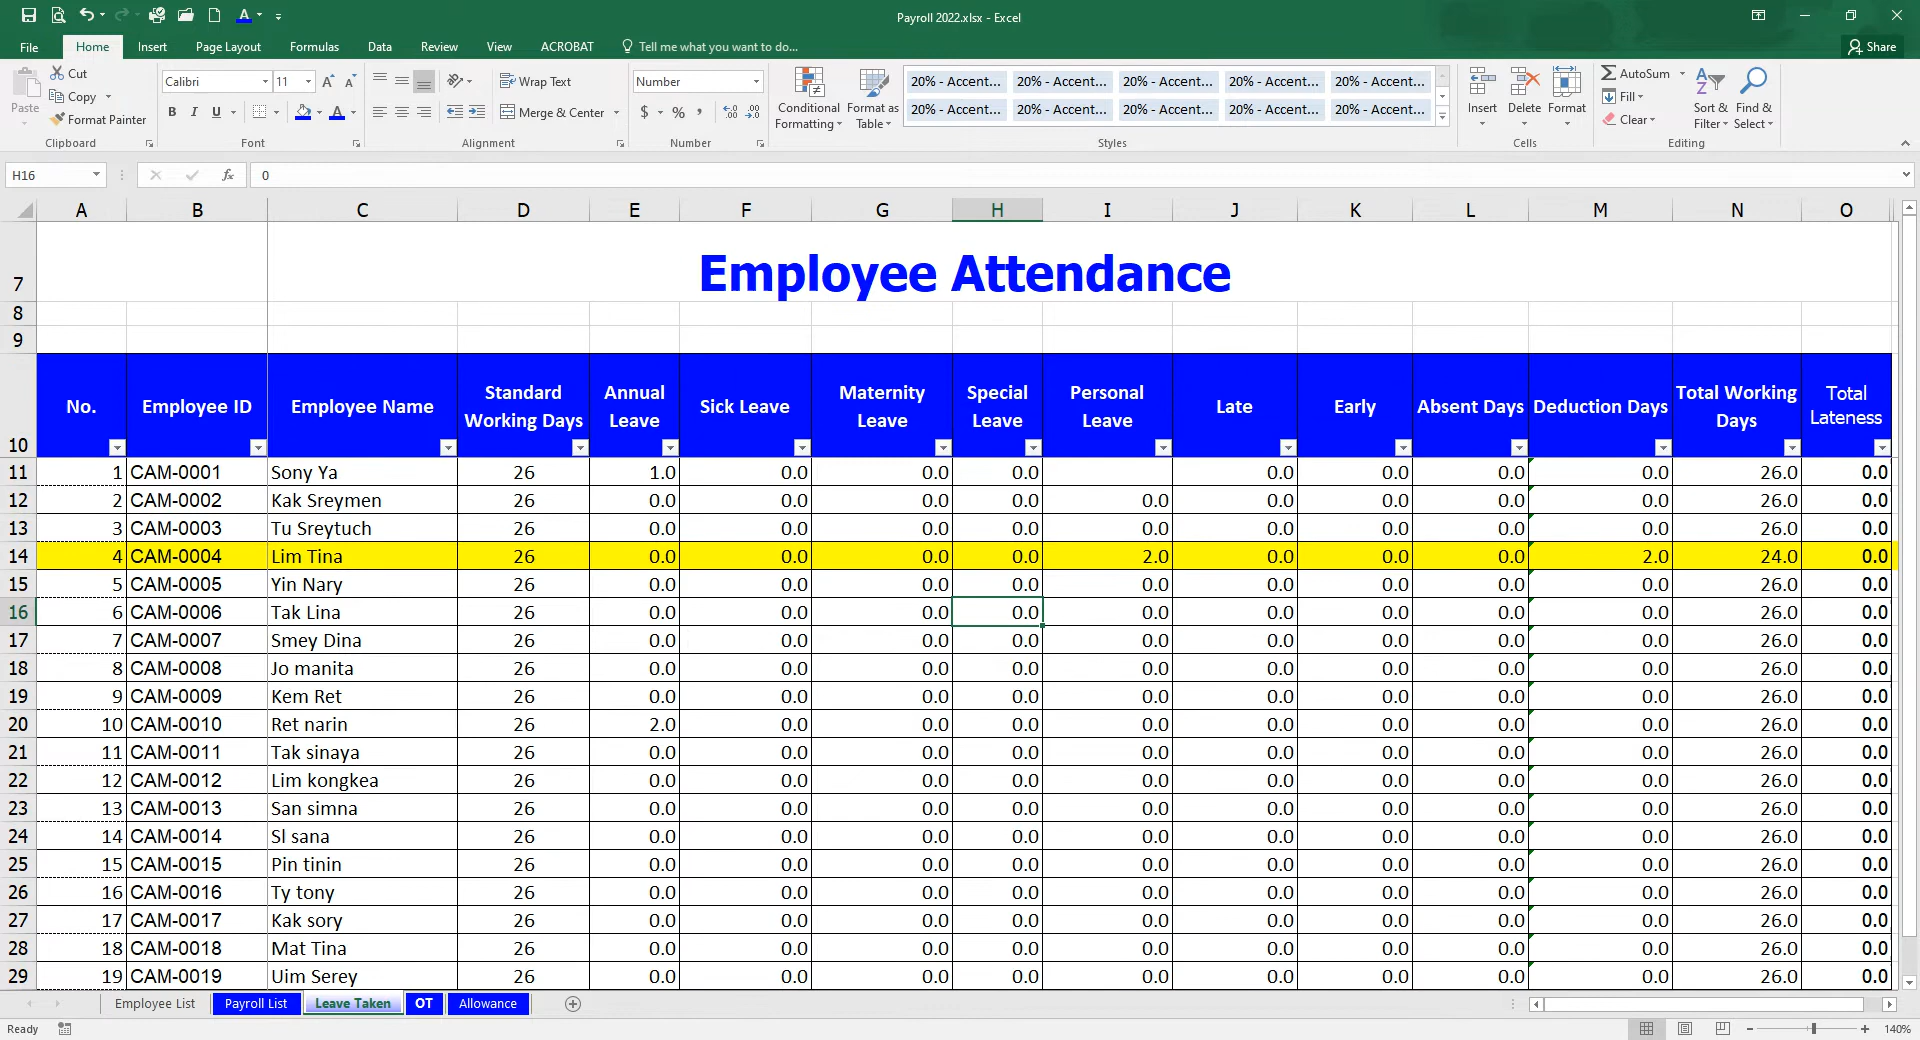 Payroll 2022.xlsx - Excel
File Home Insert Page Layout Formulas Data Review View ACROBAT Tell me what you want to do... Share
Paste Cut Copy Format Painter Clipboard
Calibri 11 B I U Font
Wrap Text Merge & Center Alignment
Number $ % , Number
Conditional Formatting Format as Table
20% - Accent... 20% - Accent... 20% - Accent... 20% - Accent... 20% - Accent...
20% - Accent... 20% - Accent... 20% - Accent... 20% - Accent... 20% - Accent...
Styles
Insert Delete Format Cells
AutoSum Fill Clear Sort & Filter Find & Select Editing
H16 fx 0
A B C D E F G H I J K L M N O
7 Employee Attendance
8
9
10 No. Employee ID Employee Name Standard Working Days Annual Leave Sick Leave Maternity Leave Special Leave Personal Leave Late Early Absent Days Deduction Days Total Working Days Total Lateness
11 1 CAM-0001 Sony Ya 26 1.0 0.0 0.0 0.0 0.0 0.0 0.0 0.0 26.0 0.0
12 2 CAM-0002 Kak Sreymen 26 0.0 0.0 0.0 0.0 0.0 0.0 0.0 0.0 0.0 26.0 0.0
13 3 CAM-0003 Tu Sreytuch 26 0.0 0.0 0.0 0.0 0.0 0.0 0.0 0.0 0.0 26.0 0.0
14 4 CAM-0004 Lim Tina 26 0.0 0.0 0.0 0.0 2.0 0.0 0.0 0.0 2.0 24.0 0.0
15 5 CAM-0005 Yin Nary 26 0.0 0.0 0.0 0.0 0.0 0.0 0.0 0.0 0.0 26.0 0.0
16 6 CAM-0006 Tak Lina 26 0.0 0.0 0.0 0.0 0.0 0.0 0.0 0.0 0.0 26.0 0.0
17 7 CAM-0007 Smey Dina 26 0.0 0.0 0.0 0.0 0.0 0.0 0.0 0.0 0.0 26.0 0.0
18 8 CAM-0008 Jo manita 26 0.0 0.0 0.0 0.0 0.0 0.0 0.0 0.0 0.0 26.0 0.0
19 9 CAM-0009 Kem Ret 26 0.0 0.0 0.0 0.0 0.0 0.0 0.0 0.0 0.0 26.0 0.0
20 10 CAM-0010 Ret narin 26 2.0 0.0 0.0 0.0 0.0 0.0 0.0 0.0 0.0 26.0 0.0
21 11 CAM-0011 Tak sinaya 26 0.0 0.0 0.0 0.0 0.0 0.0 0.0 0.0 0.0 26.0 0.0
22 12 CAM-0012 Lim kongkea 26 0.0 0.0 0.0 0.0 0.0 0.0 0.0 0.0 0.0 26.0 0.0
23 13 CAM-0013 San simna 26 0.0 0.0 0.0 0.0 0.0 0.0 0.0 0.0 0.0 26.0 0.0
24 14 CAM-0014 Sl sana 26 0.0 0.0 0.0 0.0 0.0 0.0 0.0 0.0 0.0 26.0 0.0
25 15 CAM-0015 Pin tinin 26 0.0 0.0 0.0 0.0 0.0 0.0 0.0 0.0 0.0 26.0 0.0
26 16 CAM-0016 Ty tony 26 0.0 0.0 0.0 0.0 0.0 0.0 0.0 0.0 0.0 26.0 0.0
27 17 CAM-0017 Kak sory 26 0.0 0.0 0.0 0.0 0.0 0.0 0.0 0.0 0.0 26.0 0.0
28 18 CAM-0018 Mat Tina 26 0.0 0.0 0.0 0.0 0.0 0.0 0.0 0.0 0.0 26.0 0.0
29 19 CAM-0019 Uim Serey 26 0.0 0.0 0.0 0.0 0.0 0.0 0.0 0.0 0.0 26.0 0.0
Employee List Payroll List Leave Taken OT Allowance
Ready 140%